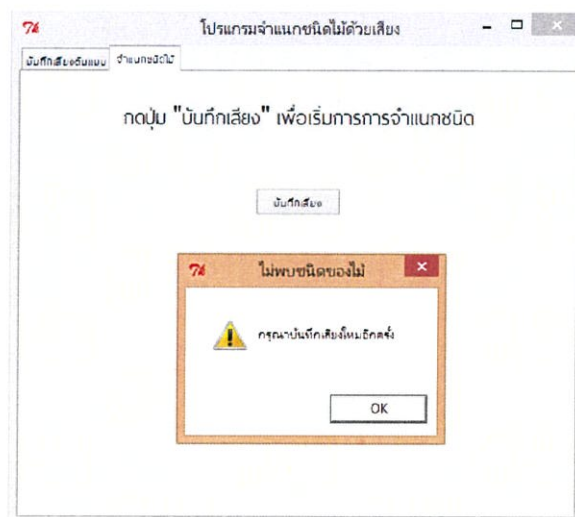 โปรแกรมจำแนกชนิดไม้ด้วยเสียง
บันทึกเสียงต้นแบบ จำแนกชนิดไม้
กดปุ่ม "บันทึกเสียง" เพื่อเริ่มการการจำแนกชนิด
บันทึกเสียง
ไม่พบชนิดของไม้
กรุณาบันทึกเสียงใหม่อีกครั้ง
OK